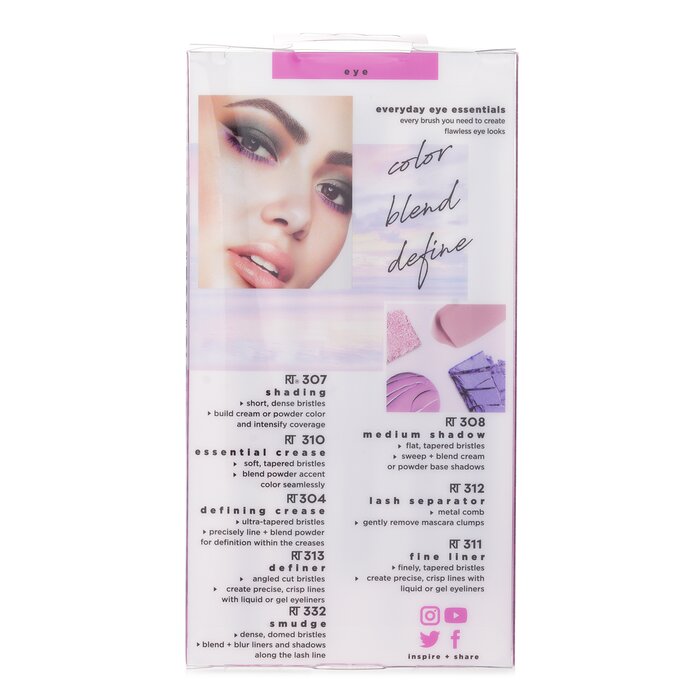 eye
everyday eye essentials
every brush you need to create
flawless eye looks
color
blend
define
RT® 307
shading
▸ short, dense bristles
▸ build cream or powder color
and intensify coverage
RT 310
essential crease
▸ soft, tapered bristles
▸ blend powder accent
color seamlessly
RT 304
defining crease
▸ ultra-tapered bristles
▸ precisely line + blend powder
for definition within the creases
RT 313
definer
▸ angled cut bristles
▸ create precise, crisp lines
with liquid or gel eyeliners
RT 332
smudge
▸ dense, domed bristles
▸ blend + blur liners and shadows
along the lash line
RT 308
medium shadow
▸ flat, tapered bristles
▸ sweep + blend cream
or powder base shadows
RT 312
lash separator
▸ metal comb
▸ gently remove mascara clumps
RT 311
fine liner
▸ finely, tapered bristles
▸ create precise, crisp lines with
liquid or gel eyeliners
inspire + share